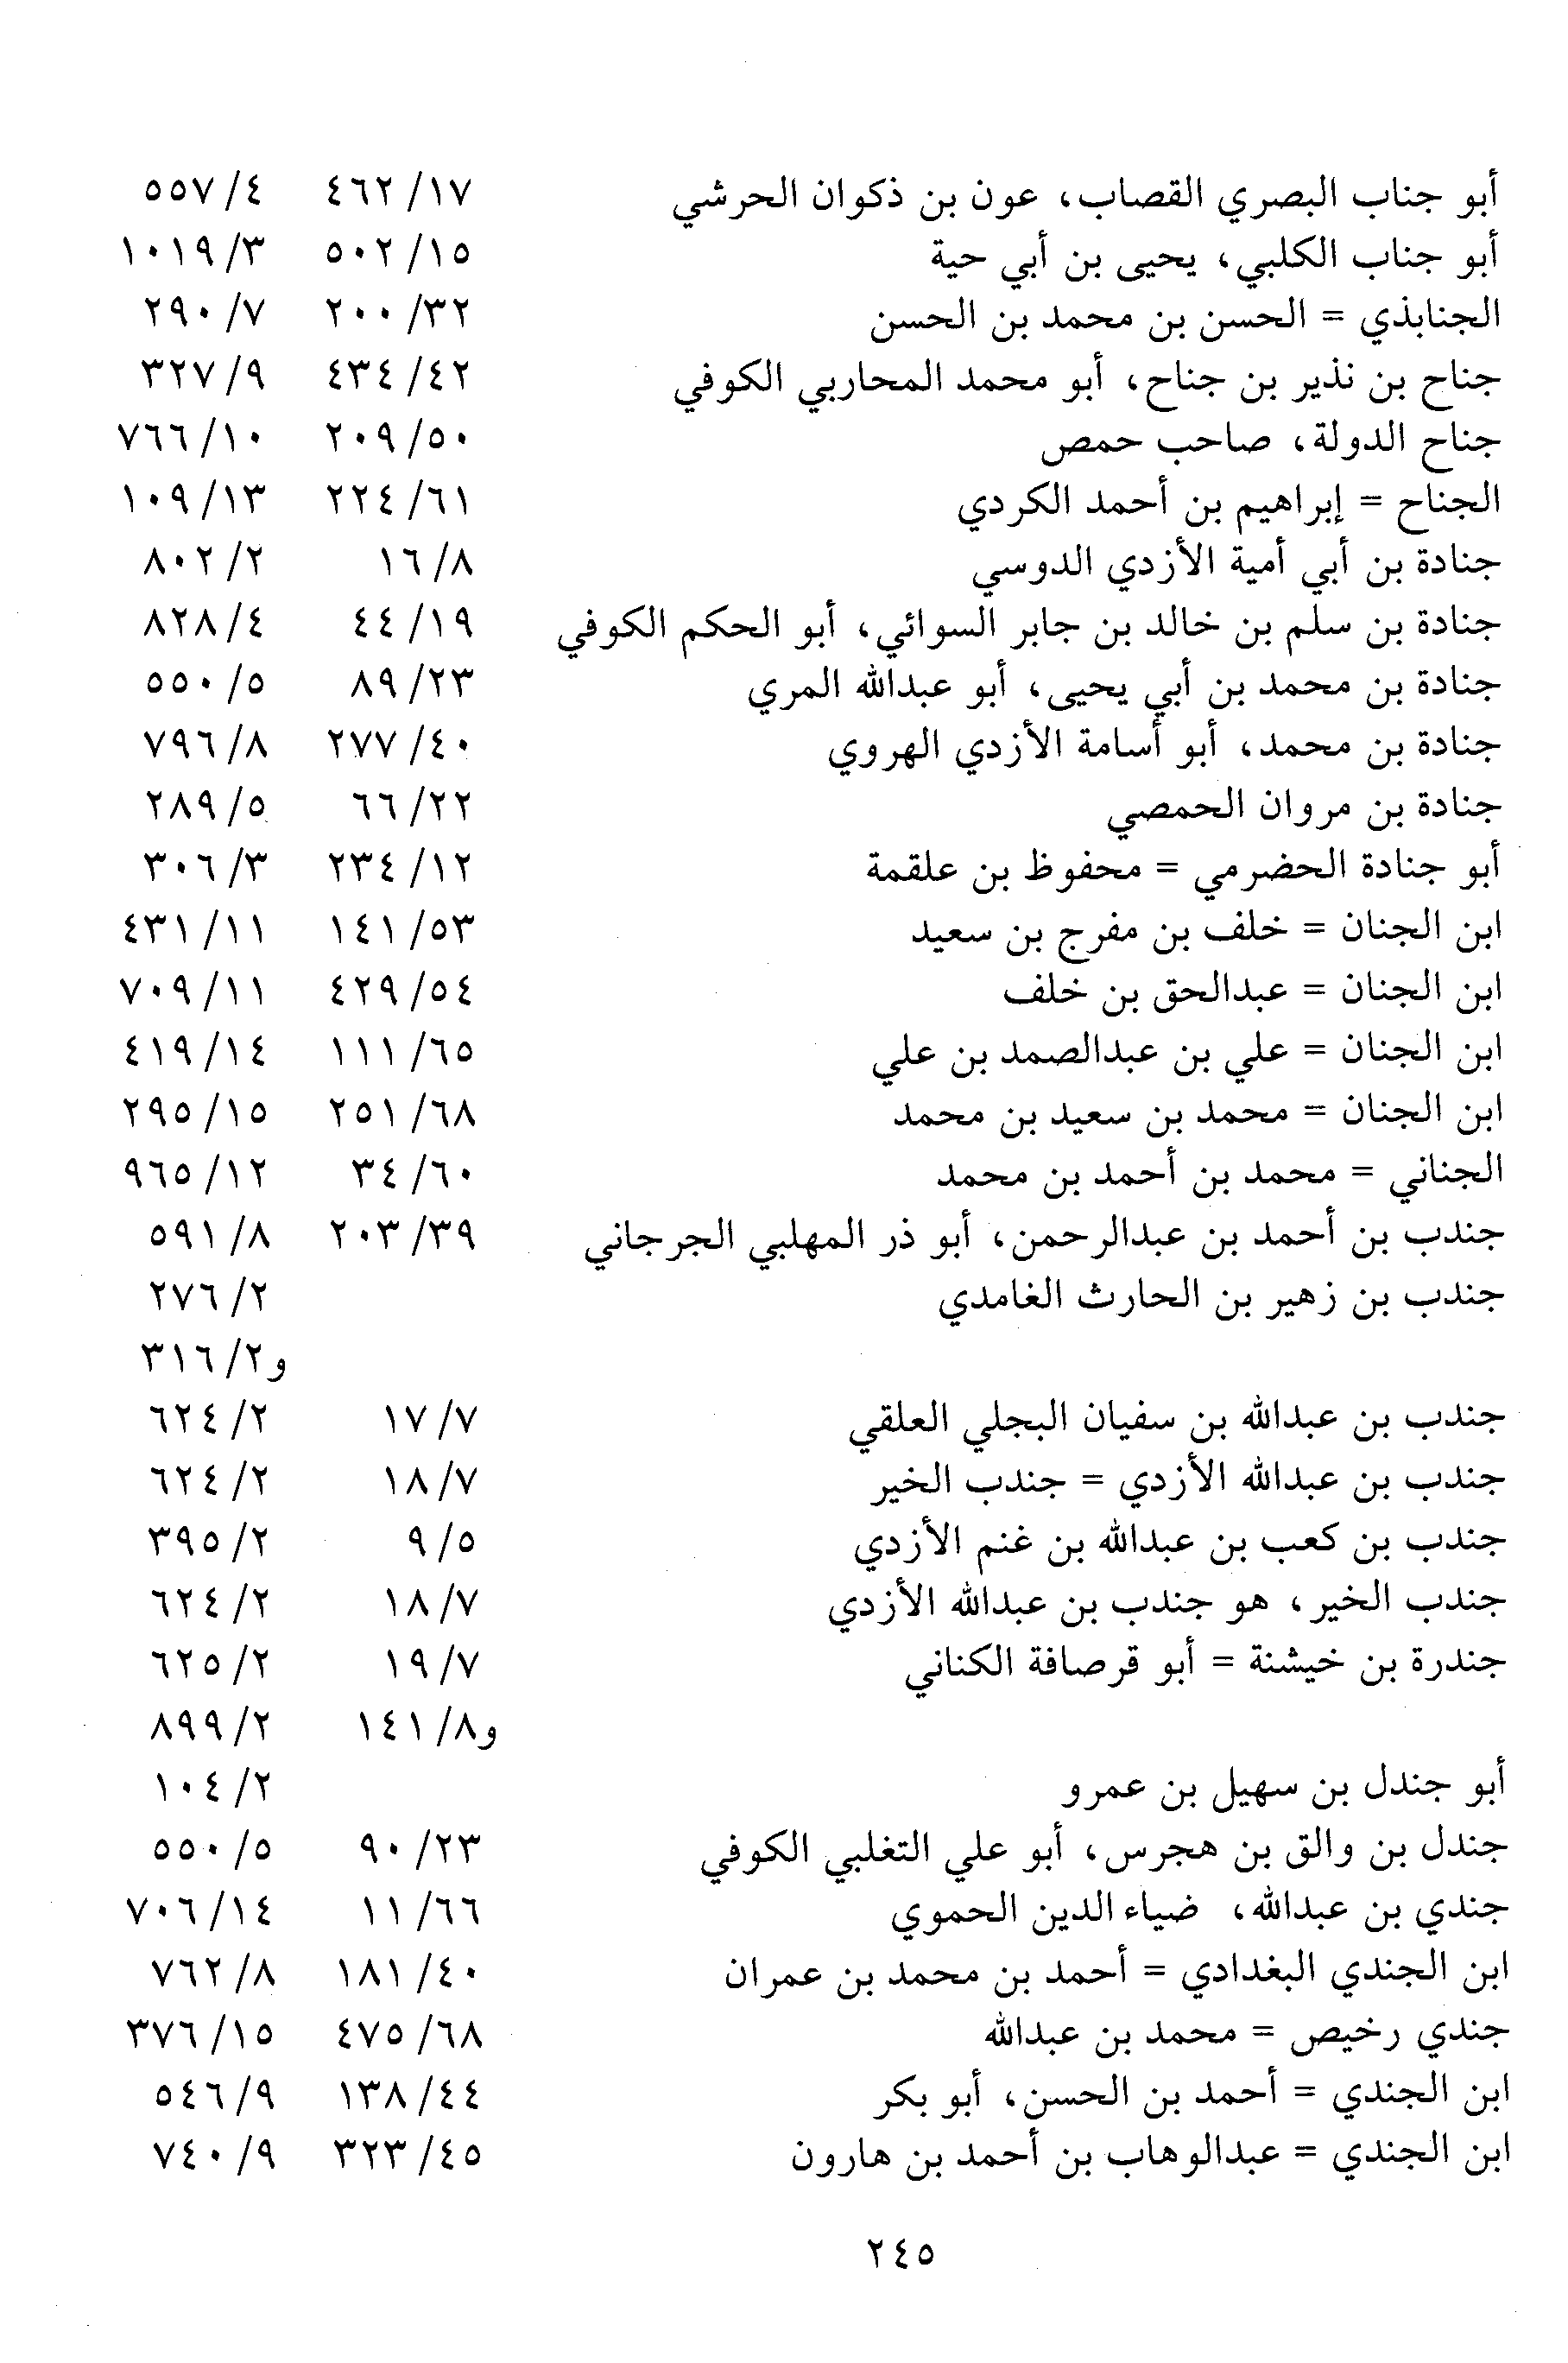 أبو جناب البصري القصاب، عون بن ذكوان الحرشي ١٧/ ٤٦٢ ٤/ ٥٥٧
أبو جناب الكلبي، يحيى بن أبي حية ١٥/ ٥٠٢ ٣/ ١٠١٩
الجنابذي = الحسن بن محمد بن الحسن ٣٢/ ٢٠٠ ٧/ ٢٩٠
جناح بن نذير بن جناح، أبو محمد المحاربي الكوفي ٤٢/ ٤٣٤ ٩/ ٣٢٧
جناح الدولة، صاحب حمص ٥٠/ ٢٠٩ ١٠/ ٧٦٦
الجناح = إبراهيم بن أحمد الكردي ٦١/ ٢٢٤ ١٣/ ١٠٩
جنادة بن أبي أمية الأزدي الدوسي ٨/ ١٦ ٢/ ٨٠٢
جنادة بن سلم بن خالد بن جابر السوائي، أبو الحكم الكوفي ١٩/ ٤٤ ٤/ ٨٢٨
جنادة بن محمد بن أبي يحيى، أبو عبدالله المري ٢٣/ ٨٩ ٥/ ٥٥٠
جنادة بن محمد، أبو أسامة الأزدي الهروي ٤٠/ ٢٧٧ ٨/ ٧٩٦
جنادة بن مروان الحمصي ٢٢/ ٦٦ ٥/ ٢٨٩
أبو جنادة الحضرمي = محفوظ بن علقمة ١٢/ ٢٣٤ ٣/ ٣٠٦
ابن الجنان = خلف بن مفرج بن سعيد ٥٣/ ١٤١ ١١/ ٤٣١
ابن الجنان = عبدالحق بن خلف ٥٤/ ٤٢٩ ١١/ ٧٠٩
ابن الجنان = علي بن عبدالصمد بن علي ٦٥/ ١١١ ١٤/ ٤١٩
ابن الجنان = محمد بن سعيد بن محمد ٦٨/ ٢٥١ ١٥/ ٢٩٥
الجناني = محمد بن أحمد بن محمد ٦٠/ ٣٤ ١٢/ ٩٦٥
جندب بن أحمد بن عبدالرحمن، أبو ذر المهلبي الجرجاني ٣٩/ ٢٠٣ ٨/ ٥٩١
جندب بن زهير بن الحارث الغامدي ٢/ ٢٧٦
و٢/ ٣١٦
جندب بن عبدالله بن سفيان البجلي العلقي ٧/ ١٧ ٢/ ٦٢٤
جندب بن عبدالله الأزدي = جندب الخير ٧/ ١٨ ٢/ ٦٢٤
جندب بن كعب بن عبدالله بن غنم الأزدي ٥/ ٩ ٢/ ٣٩٥
جندب الخير، هو جندب بن عبدالله الأزدي ٧/ ١٨ ٢/ ٦٢٤
جندرة بن خيشنة = أبو قرصافة الكناني ٧/ ١٩ ٢/ ٦٢٥
و٨/ ١٤١ ٢/ ٨٩٩
أبو جندل بن سهيل بن عمرو ٢/ ١٠٤
جندل بن والق بن هجرس، أبو علي التغلبي الكوفي ٢٣/ ٩٠ ٥/ ٥٥٠
جندي بن عبدالله، ضياء الدين الحموي ٦٦/ ١١ ١٤/ ٧٠٦
ابن الجندي البغدادي = أحمد بن محمد بن عمران ٤٠/ ١٨١ ٨/ ٧٦٢
جندي رخيص = محمد بن عبدالله ٦٨/ ٤٧٥ ١٥/ ٣٧٦
ابن الجندي = أحمد بن الحسن، أبو بكر ٤٤/ ١٣٨ ٩/ ٥٤٦
ابن الجندي = عبدالوهاب بن أحمد بن هارون ٤٥/ ٣٢٣ ٩/ ٧٤٠
٢٤٥